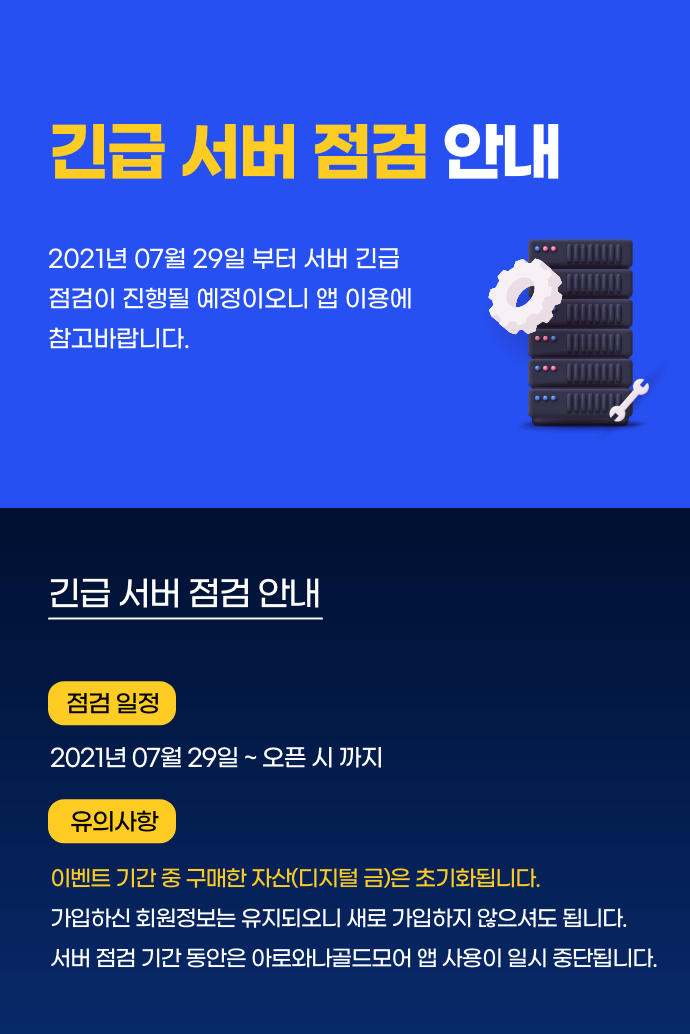 긴급 서버 점검 안내
2021년 07월 29일 부터 서버 긴급
점검이 진행될 예정이오니 앱 이용에
참고바랍니다.
긴급 서버 점검 안내
점검 일정
2021년 07월 29일 ~ 오픈 시 까지
유의사항
이벤트 기간 중 구매한 자산(디지털 금)은 초기화됩니다.
가입하신 회원정보는 유지되오니 새로 가입하지 않으셔도 됩니다.
서버 점검 기간 동안은 아로와나골드모어 앱 사용이 일시 중단됩니다.